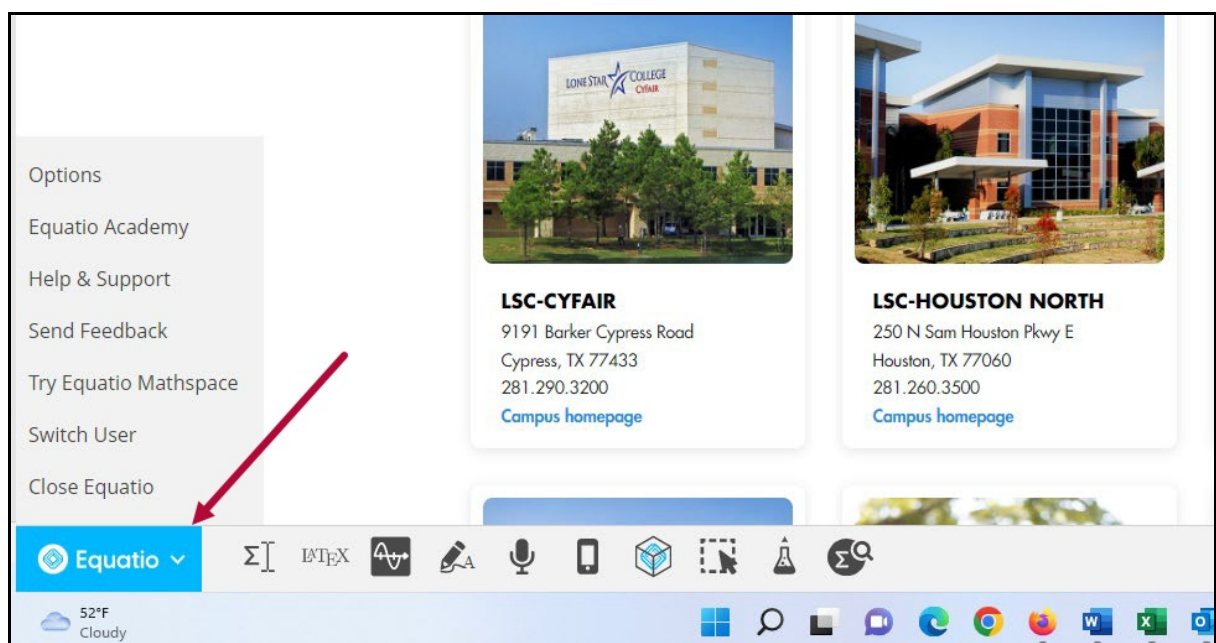 LONE STAR COLLEGE
CYFAIR
Options
Equatio Academy
Help & Support
Send Feedback
Try Equatio Mathspace
Switch User
Close Equatio
LSC-CYFAIR
9191 Barker Cypress Road
Cypress, TX 77433
281.290.3200
Campus homepage
LSC-HOUSTON NORTH
250 N Sam Houston Pkwy E
Houston, TX 77060
281.260.3500
Campus homepage
Equatio
Σ LATEX A Σ
52°F
Cloudy
W X O